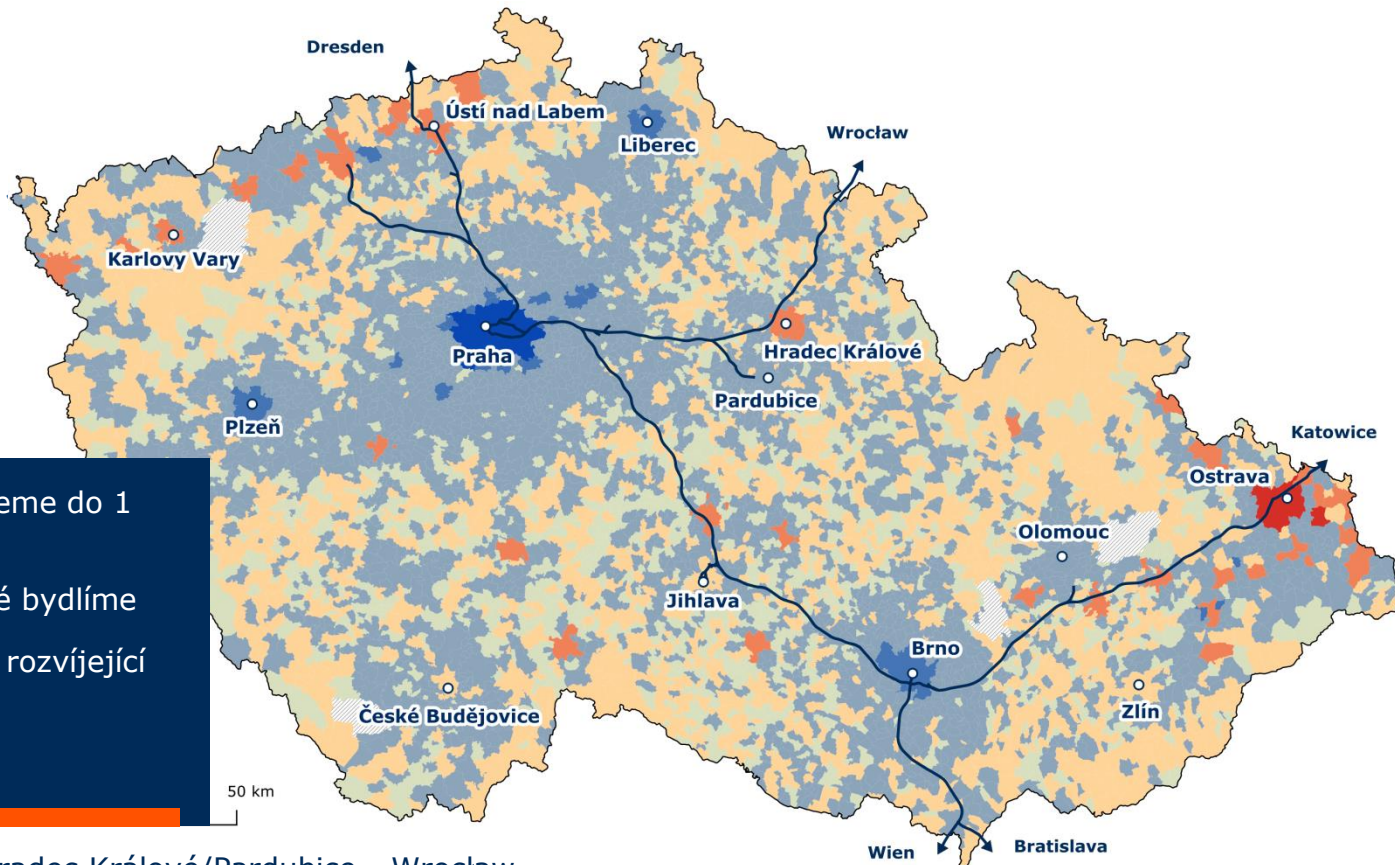 Dresden
Ústí nad Labem
Liberec
Wrocław
Karlovy Vary
Praha
Hradec Králové
Pardubice
Plzeň
Katowice
Ostrava
Olomouc
Jihlava
Brno
České Budějovice
Zlín
Wien
Bratislava
eme do 1
é bydlíme
rozvíjející
50 km
radec Králové/Pardubice – Wrocław